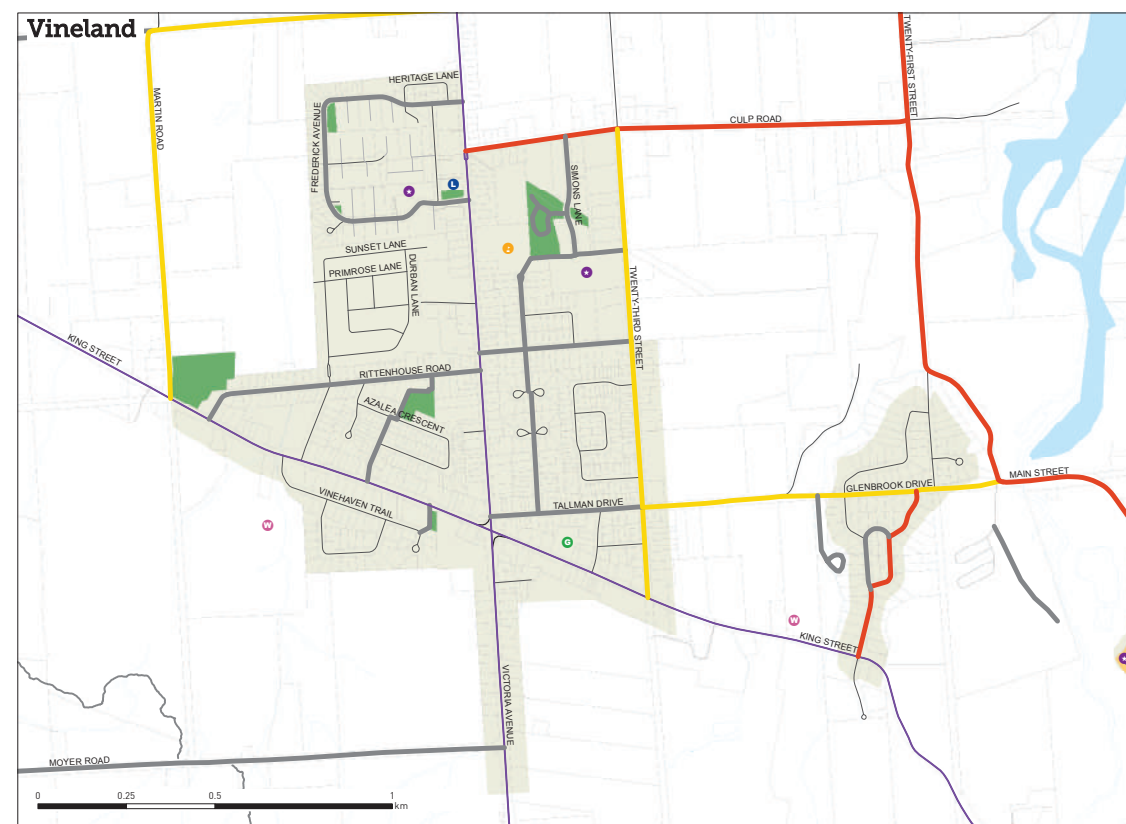 Vineland
HERITAGE LANE
TWENTY-FIRST STREET
MARTIN ROAD
FREDERICK AVENUE
CULP ROAD
L
SIMONS LANE
SUNSET LANE
PRIMROSE LANE
DURBAN LANE
TWENTY-THIRD STREET
KING STREET
RITTENHOUSE ROAD
AZALEA CRESCENT
MAIN STREET
GLENBROOK DRIVE
VINEHAVEN TRAIL
TALLMAN DRIVE
W
G
W
KING STREET
VICTORIA AVENUE
MOYER ROAD
0 0.25 0.5 1
km